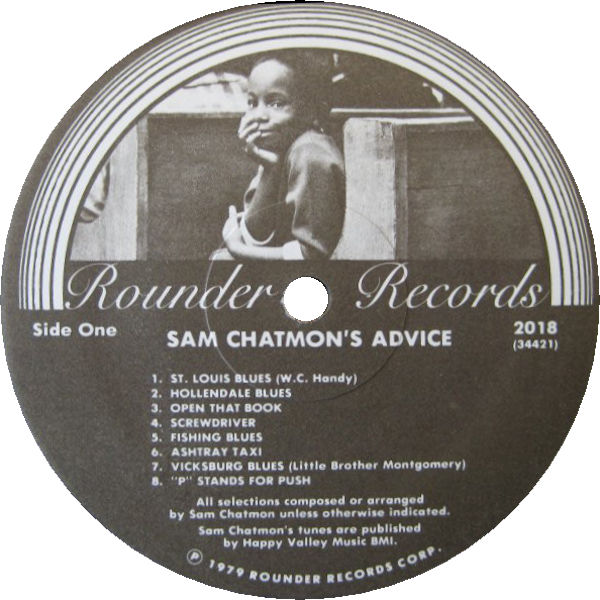 Rounder Records
Side One
SAM CHATMON'S ADVICE
2018
(34421)
1. ST. LOUIS BLUES (W.C. Handy)
2. HOLLENDALE BLUES
3. OPEN THAT BOOK
4. SCREWDRIVER
5. FISHING BLUES
6. ASHTRAY TAXI
7. VICKSBURG BLUES (Little Brother Montgomery)
8. "P" STANDS FOR PUSH
All selections composed or arranged
by Sam Chatmon unless otherwise indicated.
Sam Chatmon's tunes are published
by Happy Valley Music BMI.
℗ 1979 ROUNDER RECORDS CORP.